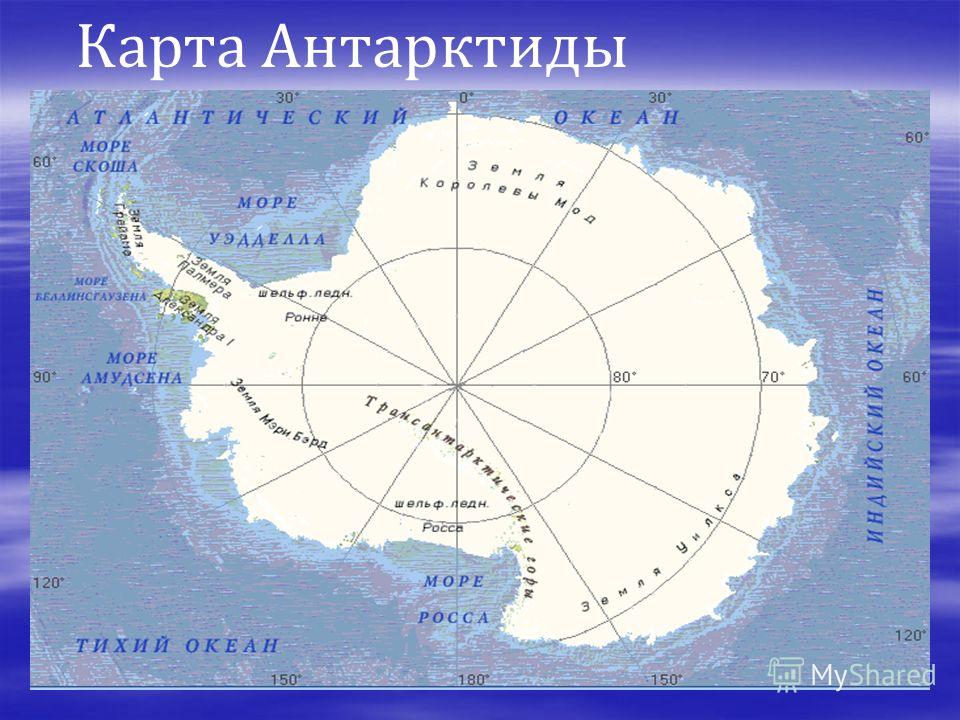 Карта Антарктиды
30°
0°
30°
АТЛАНТИЧЕСКИЙ ОКЕАН
60°
60°
МОРЕ
СКОША
Земля
Королевы Мод
МОРЕ
УЭДДЕЛЛА
Земля
Грейамо
Земля
Палмера
МОРЕ
БЕЛЛИНСГАУЗЕНА
Земля
Александра I
шельф.ледн.
Ронне
ИНДИЙСКИЙ ОКЕАН
МОРЕ
АМУДСЕНА
90°
80°
70°
60°
Земля Мэри Бэрд
Трансантарктические горы
шельф.ледн.
Росса
Земля Уилкса
120°
МОРЕ
РОССА
ТИХИЙ ОКЕАН
120°
150°
180°
150°
MyShared